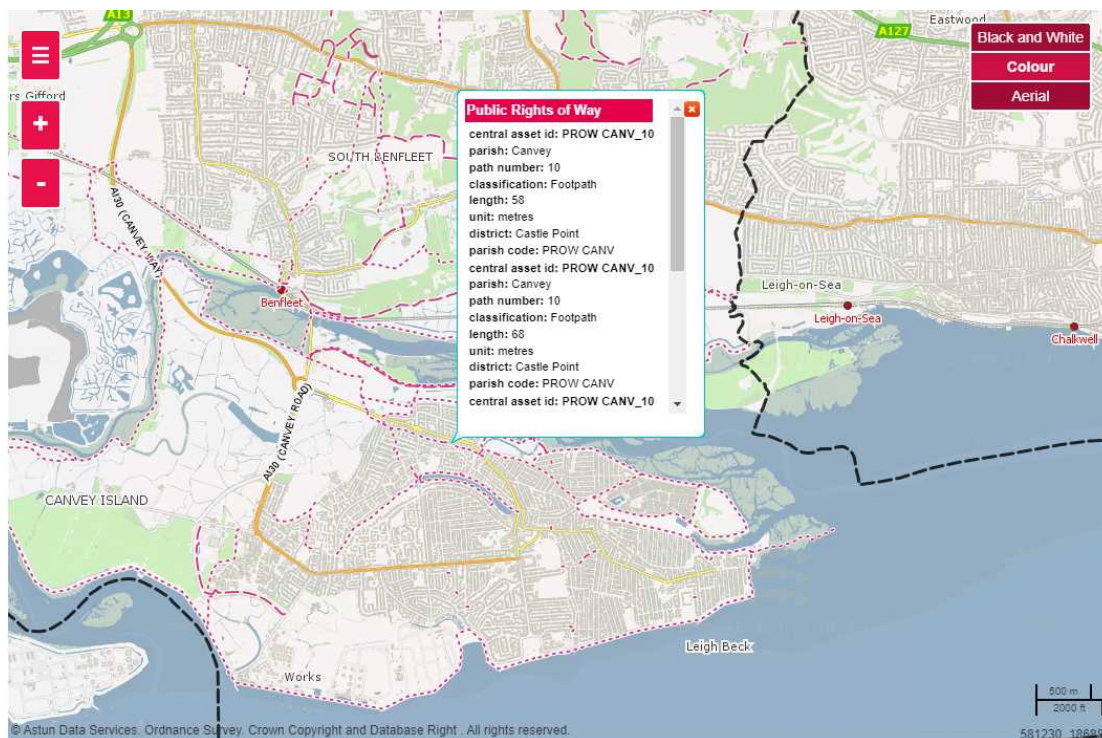 A13
A127
Eastwood
Black and White
Colour
Aerial
☰
+
-
rs Gifford
SOUTH BENFLEET
A130 (CANVEY WAY)
Benfleet
Public Rights of Way
central asset id: PROW CANV_10
parish: Canvey
path number: 10
classification: Footpath
length: 58
unit: metres
district: Castle Point
parish code: PROW CANV
central asset id: PROW CANV_10
parish: Canvey
path number: 10
classification: Footpath
length: 68
unit: metres
district: Castle Point
parish code: PROW CANV
central asset id: PROW CANV_10
Leigh-on-Sea
Leigh-on-Sea
Chalkwell
A130 (CANVEY ROAD)
CANVEY ISLAND
Leigh Beck
Works
500 m
2000 ft
© Astun Data Services. Ordnance Survey. Crown Copyright and Database Right . All rights reserved.
581230